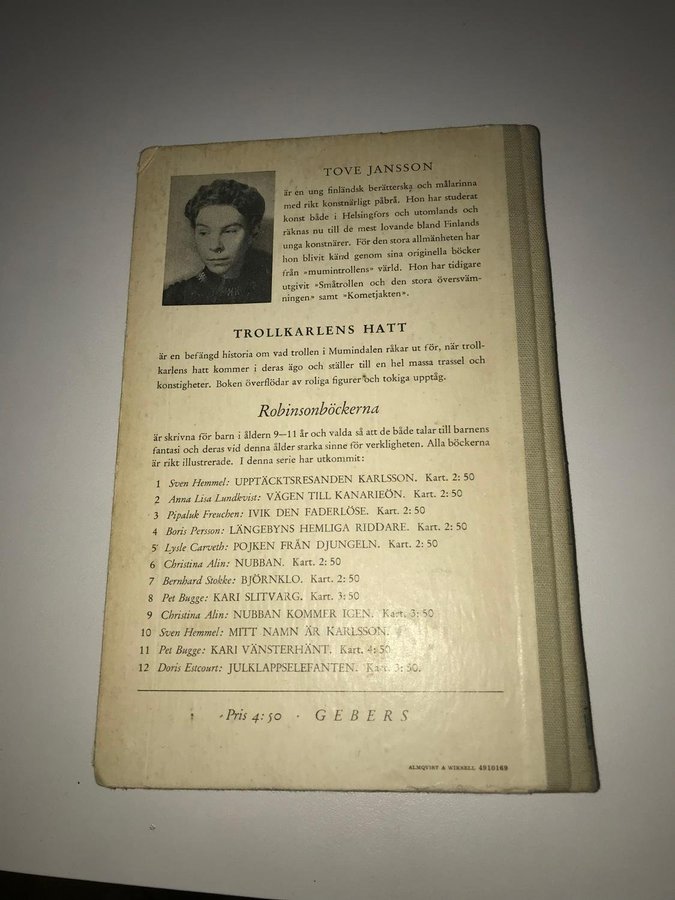 TOVE JANSSON
är en ung finländsk berätterska och målarinna
med rikt konstnärligt påbrå. Hon har studerat
konst både i Helsingfors och utomlands och
räknas nu till de mest lovande bland Finlands
unga konstnärer. För den stora allmänheten har
hon blivit känd genom sina originella böcker
från »mumintrollens» värld. Hon har tidigare
utgivit »Småtrollen och den stora översväm-
ningen» samt »Kometjakten».
TROLLKARLENS HATT
är en befängd historia om vad trollen i Mumindalen råkar ut för, när troll-
karlens hatt kommer i deras ägo och ställer till en hel massa trassel och
konstigheter. Boken överflödar av roliga figurer och tokiga upptåg.
Robinsonböckerna
är skrivna för barn i åldern 9—11 år och valda så att de både talar till barnens
fantasi och deras vid denna ålder starka sinne för verkligheten. Alla böckerna
är rikt illustrerade. I denna serie har utkommit:
1 Sven Hemmel: UPPTÄCKTSRESANDEN KARLSSON. Kart. 2: 50
2 Anna Lisa Lundkvist: VÄGEN TILL KANARIEÖN. Kart. 2: 50
3 Pipaluk Freuchen: IVIK DEN FADERLÖSE. Kart. 2: 50
4 Boris Persson: LÄNGEBYNS HEMLIGA RIDDARE. Kart. 2: 50
5 Lysle Carveth: POJKEN FRÅN DJUNGELN. Kart. 2: 50
6 Christina Alin: NUBBAN. Kart. 2: 50
7 Bernhard Stokke: BJÖRNKLO. Kart. 2: 50
8 Pet Bugge: KARI SLITVARG. Kart. 3: 50
9 Christina Alin: NUBBAN KOMMER IGEN. Kart. 3: 50
10 Sven Hemmel: MITT NAMN ÄR KARLSSON.
11 Pet Bugge: KARI VÄNSTERHÄNT. Kart. 4: 50
12 Doris Estcourt: JULKLAPPSELEFANTEN. Kart. 3: 50.
Pris 4: 50 · GEBERS
ALMQVIST & WIKSELL 4910169